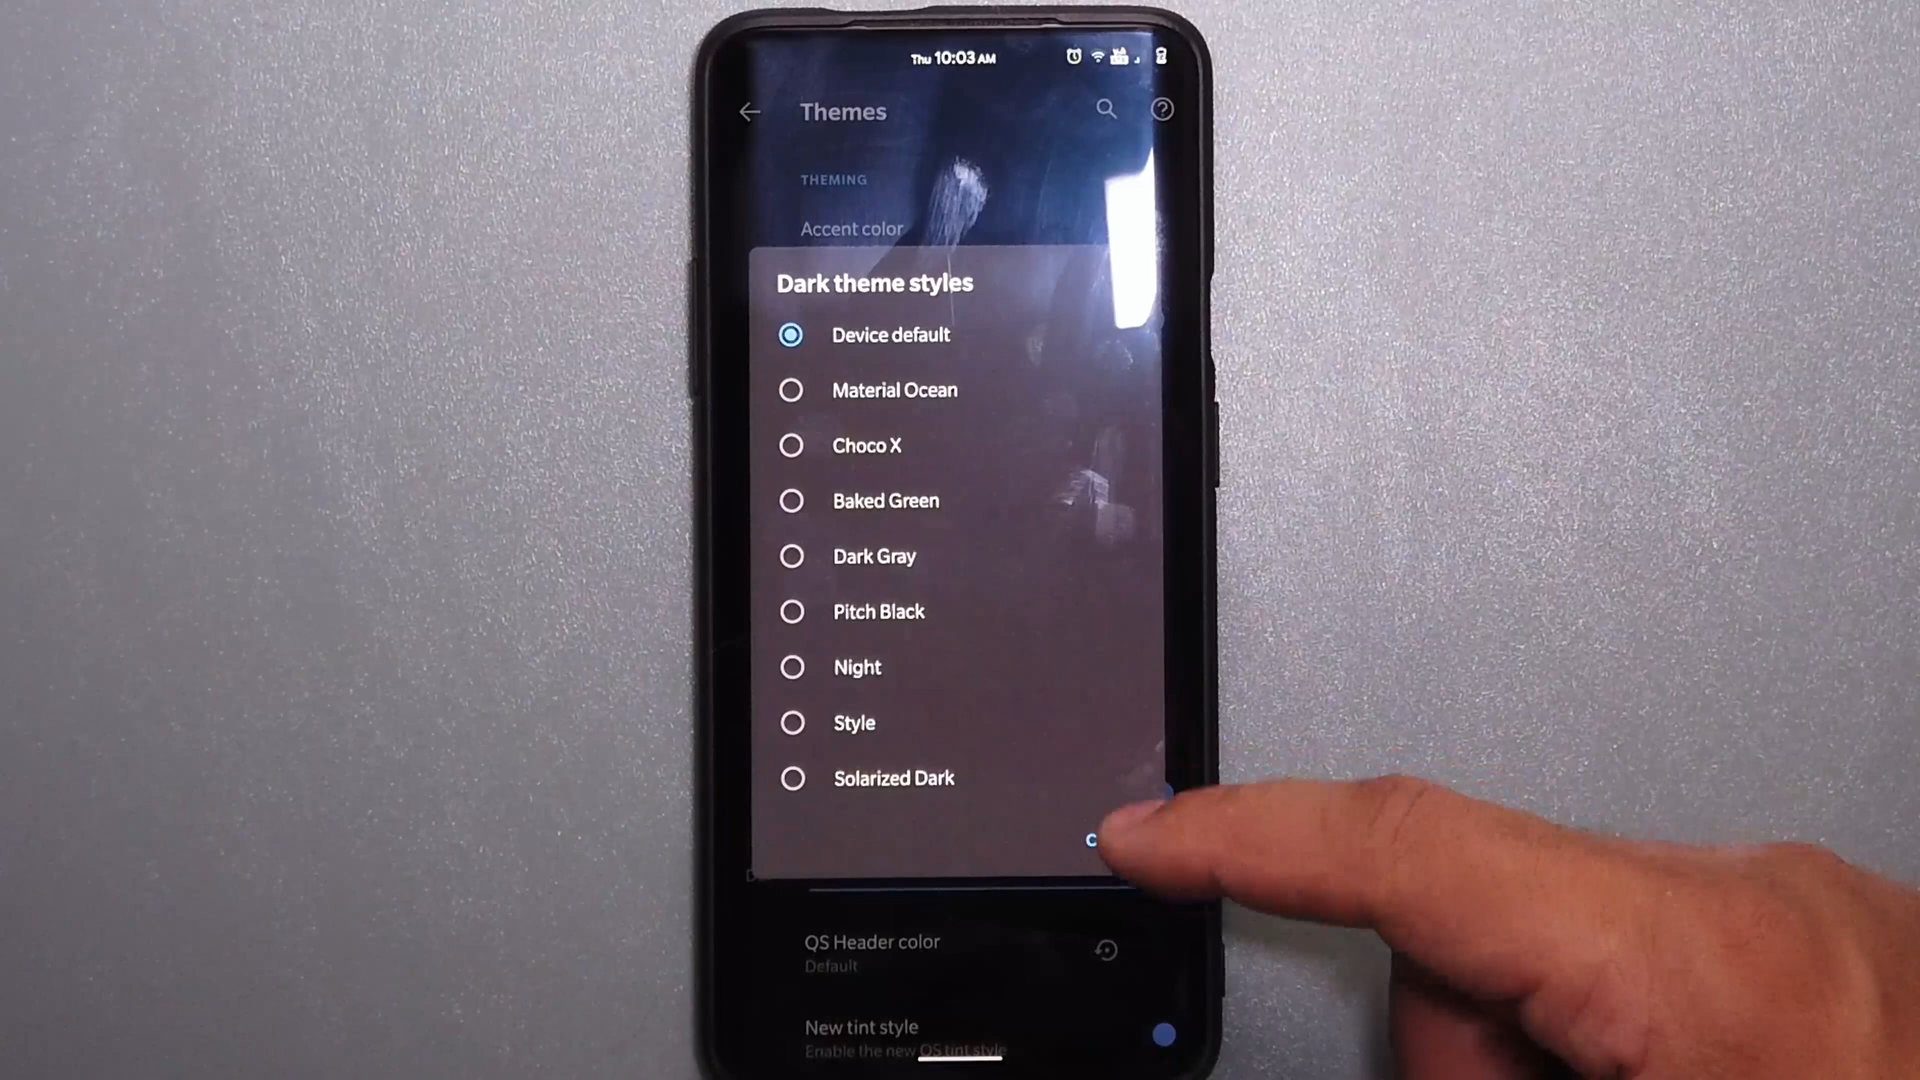 Thu 10:03 AM
Themes
THEMING
Accent color
Dark theme styles
Device default
Material Ocean
Choco X
Baked Green
Dark Gray
Pitch Black
Night
Style
Solarized Dark
QS Header color
Default
New tint style
Enable the new QS tint style